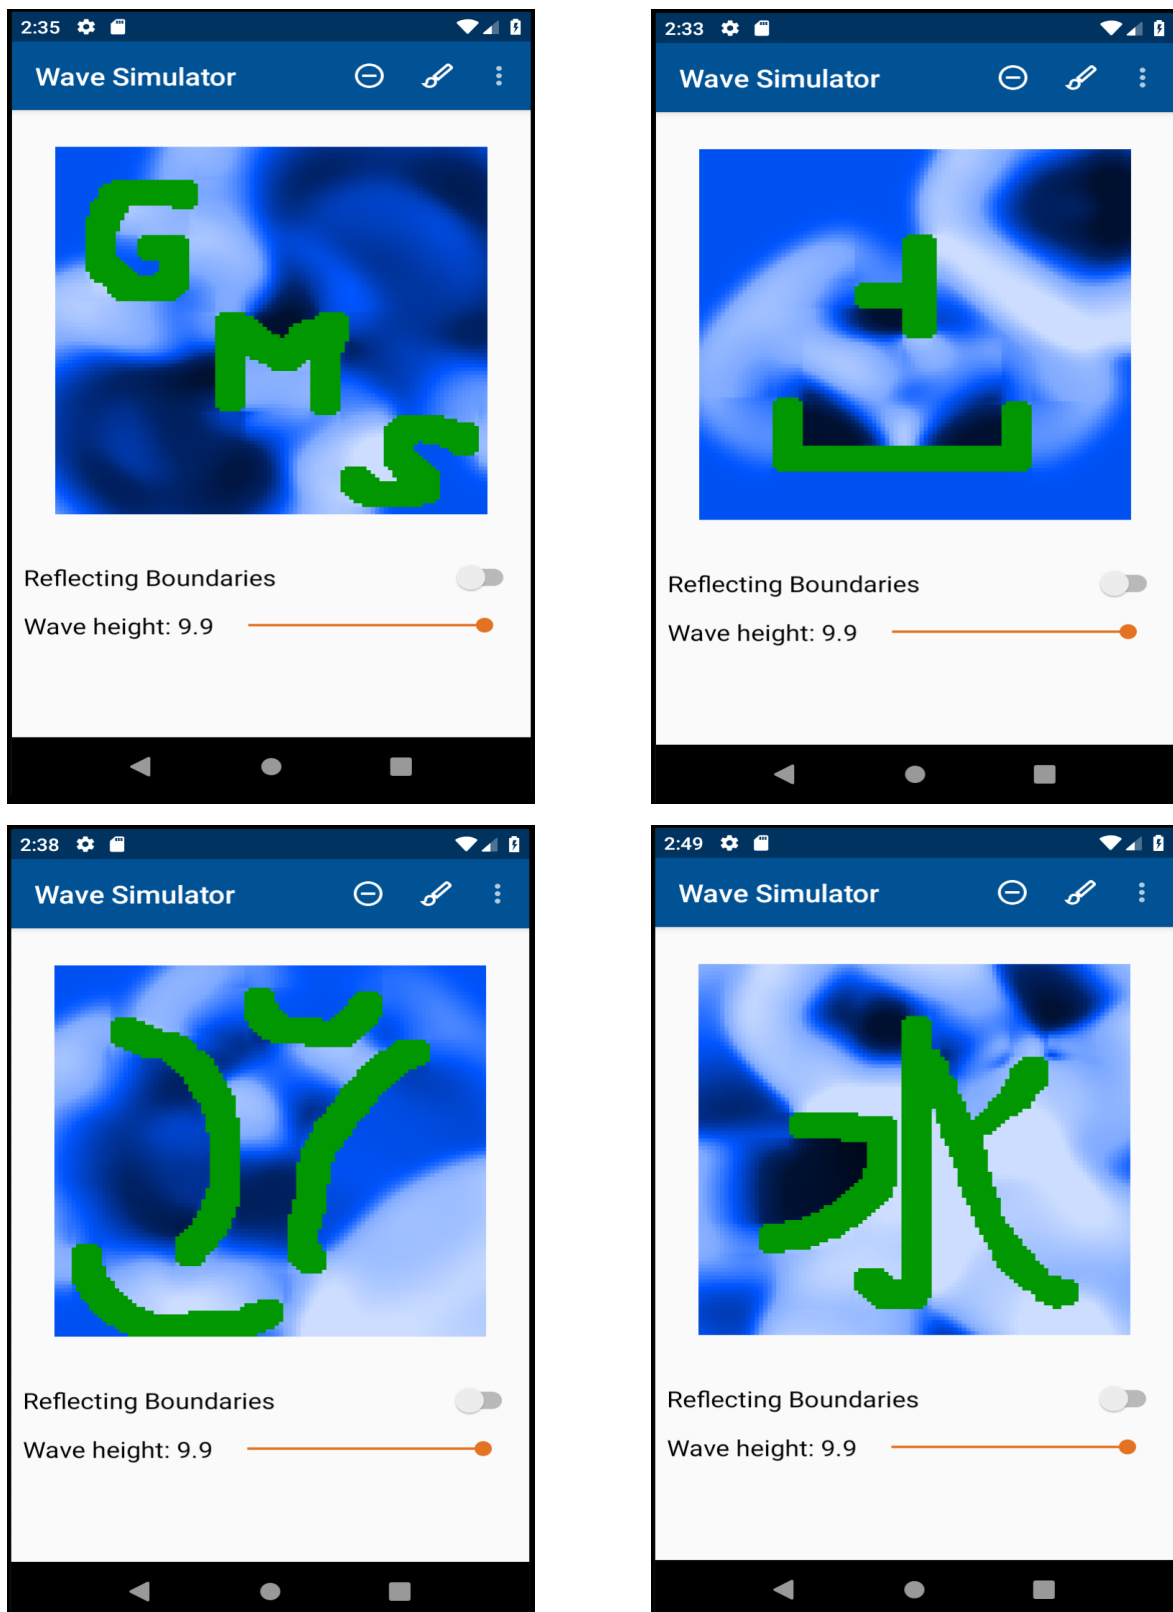 2:35
Wave Simulator
GMS
Reflecting Boundaries
Wave height: 9.9
2:33
Wave Simulator
Reflecting Boundaries
Wave height: 9.9
2:38
Wave Simulator
Reflecting Boundaries
Wave height: 9.9
2:49
Wave Simulator
水
Reflecting Boundaries
Wave height: 9.9